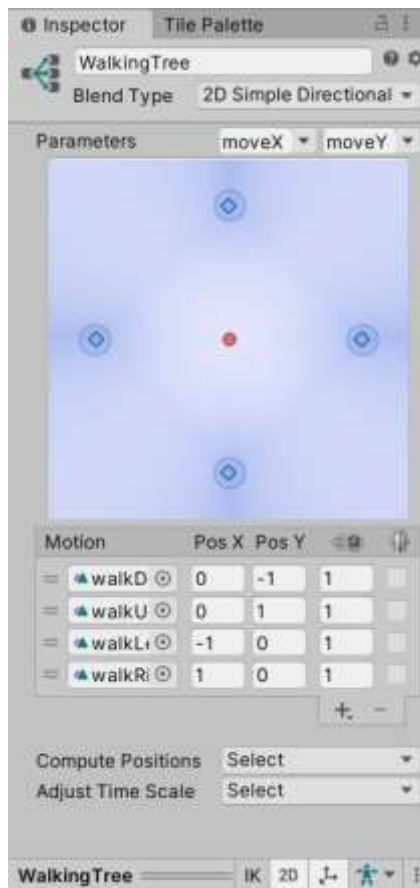 Inspector Tile Palette
WalkingTree
Blend Type 2D Simple Directional
Parameters moveX moveY
Motion Pos X Pos Y
walkD 0 -1 1
walkU 0 1 1
walkLe -1 0 1
walkRi 1 0 1
+ -
Compute Positions Select
Adjust Time Scale Select
WalkingTree IK 2D